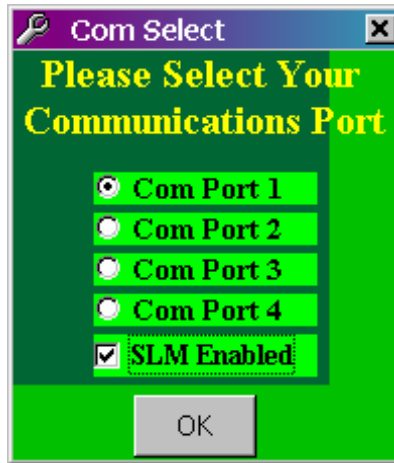 Com Select
Please Select Your
Communications Port
Com Port 1
Com Port 2
Com Port 3
Com Port 4
SLM Enabled
OK